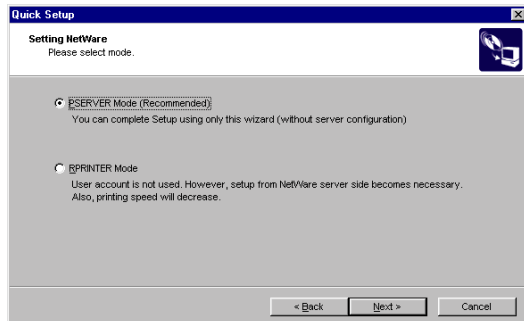 Quick Setup
Setting NetWare
Please select mode.
PSERVER Mode (Recommended)
You can complete Setup using only this wizard (without server configuration)
RPRINTER Mode
User account is not used. However, setup from NetWare server side becomes necessary.
Also, printing speed will decrease.
< Back
Next >
Cancel